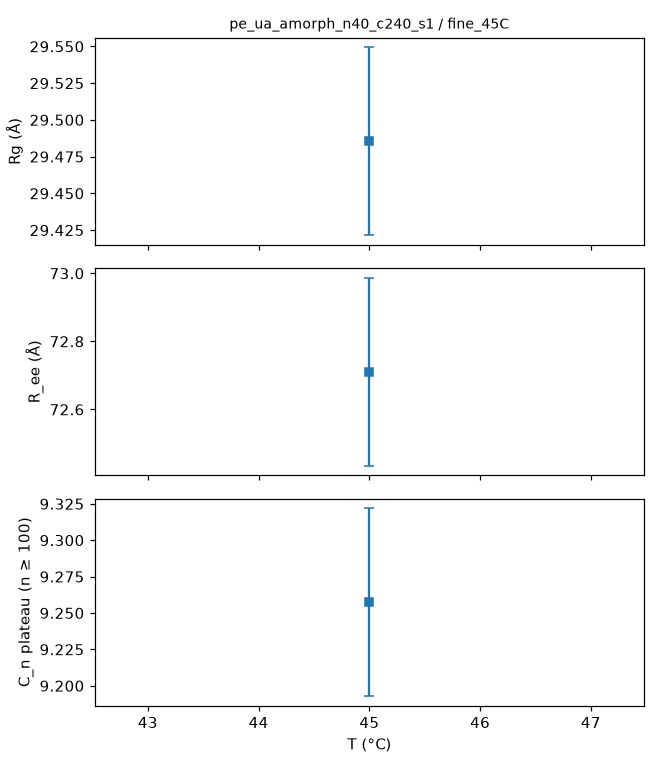 pe_ua_amorph_n40_c240_s1 / fine_45C
29.550
29.525
29.500
29.475
29.450
29.425
Rg (Å)
73.0
72.8
72.6
R_ee (Å)
9.325
9.300
9.275
9.250
9.225
9.200
C_n plateau (n ≥ 100)
43 44 45 46 47
T (°C)